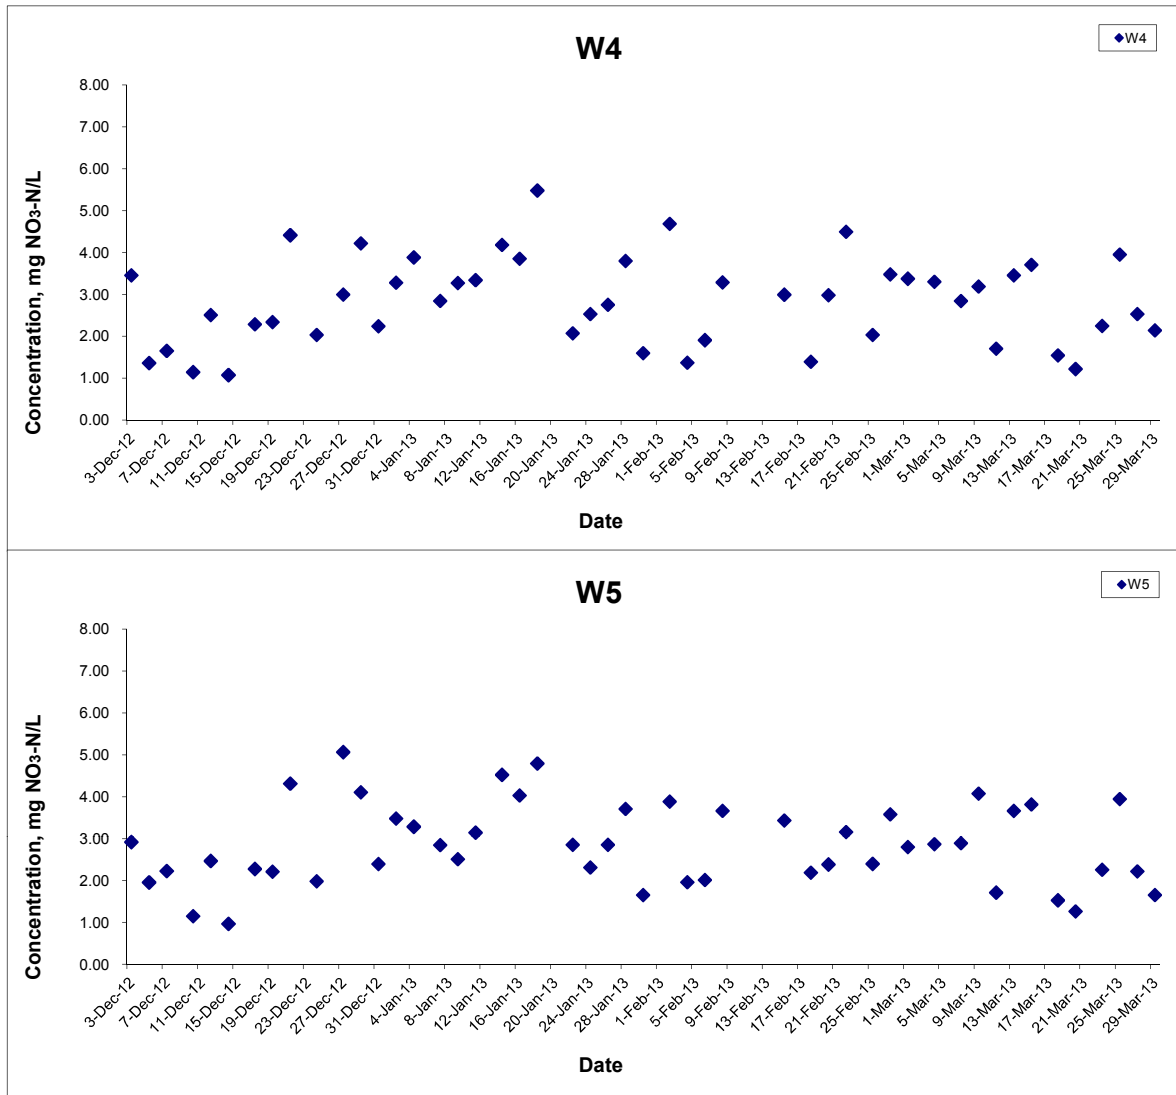 W4
W4
8.00
7.00
6.00
5.00
4.00
3.00
2.00
1.00
0.00
Concentration, mg NO3-N/L
3-Dec-12
7-Dec-12
11-Dec-12
15-Dec-12
19-Dec-12
23-Dec-12
27-Dec-12
31-Dec-12
4-Jan-13
8-Jan-13
12-Jan-13
16-Jan-13
20-Jan-13
24-Jan-13
28-Jan-13
1-Feb-13
5-Feb-13
9-Feb-13
13-Feb-13
17-Feb-13
21-Feb-13
25-Feb-13
1-Mar-13
5-Mar-13
9-Mar-13
13-Mar-13
17-Mar-13
21-Mar-13
25-Mar-13
29-Mar-13
Date
W5
W5
8.00
7.00
6.00
5.00
4.00
3.00
2.00
1.00
0.00
Concentration, mg NO3-N/L
3-Dec-12
7-Dec-12
11-Dec-12
15-Dec-12
19-Dec-12
23-Dec-12
27-Dec-12
31-Dec-12
4-Jan-13
8-Jan-13
12-Jan-13
16-Jan-13
20-Jan-13
24-Jan-13
28-Jan-13
1-Feb-13
5-Feb-13
9-Feb-13
13-Feb-13
17-Feb-13
21-Feb-13
25-Feb-13
1-Mar-13
5-Mar-13
9-Mar-13
13-Mar-13
17-Mar-13
21-Mar-13
25-Mar-13
29-Mar-13
Date